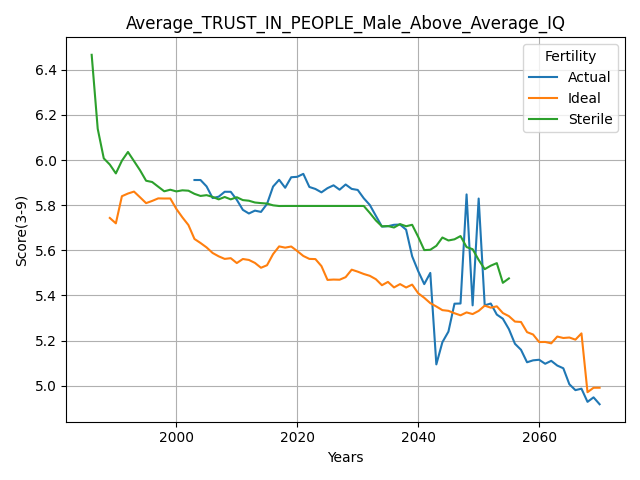 Average_TRUST_IN_PEOPLE_Male_Above_Average_IQ
Fertility
Actual
Ideal
Sterile
Score(3-9)
6.4
6.2
6.0
5.8
5.6
5.4
5.2
5.0
2000
2020
2040
2060
Years